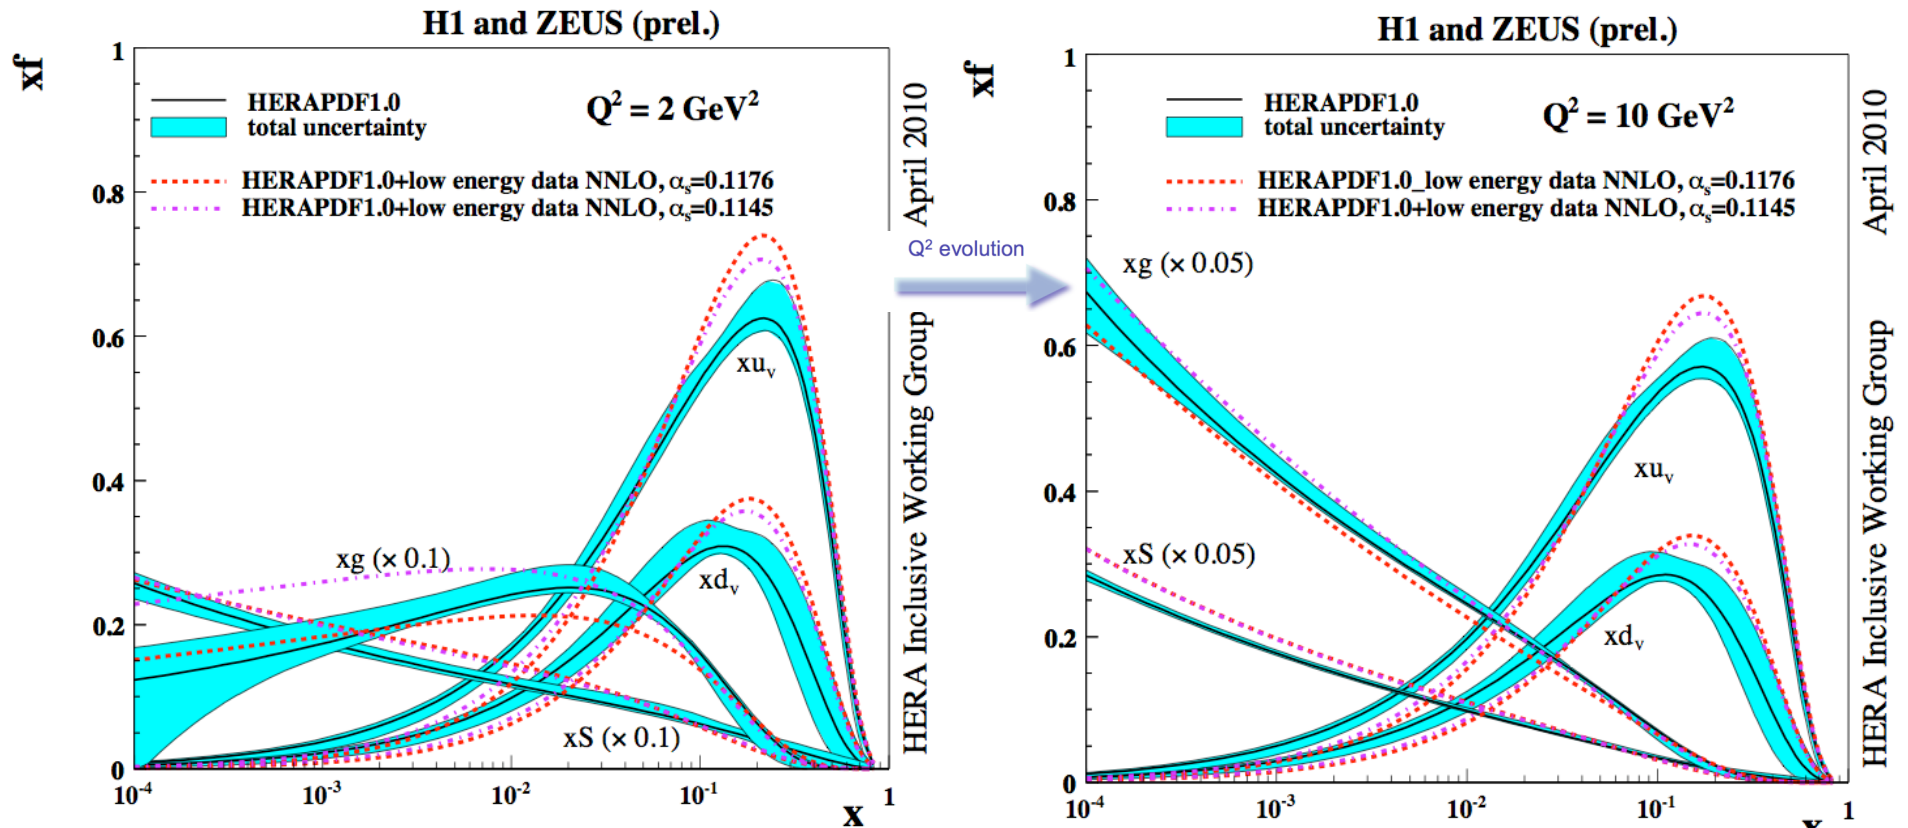 H1 and ZEUS (prel.)
xf
1
0.8
0.6
0.4
0.2
0
HERAPDF1.0
total uncertainty
Q² = 2 GeV²
HERAPDF1.0+low energy data NNLO, αs=0.1176
HERAPDF1.0+low energy data NNLO, αs=0.1145
xuv
xdv
xg (× 0.1)
xS (× 0.1)
10-4
10-3
10-2
10-1
1
x
HERA Inclusive Working Group
April 2010
Q² evolution
H1 and ZEUS (prel.)
xf
1
0.8
0.6
0.4
0.2
0
HERAPDF1.0
total uncertainty
Q² = 10 GeV²
HERAPDF1.0_low energy data NNLO, αs=0.1176
HERAPDF1.0+low energy data NNLO, αs=0.1145
xg (× 0.05)
xS (× 0.05)
xuv
xdv
10-4
10-3
10-2
10-1
1
x
HERA Inclusive Working Group
April 2010